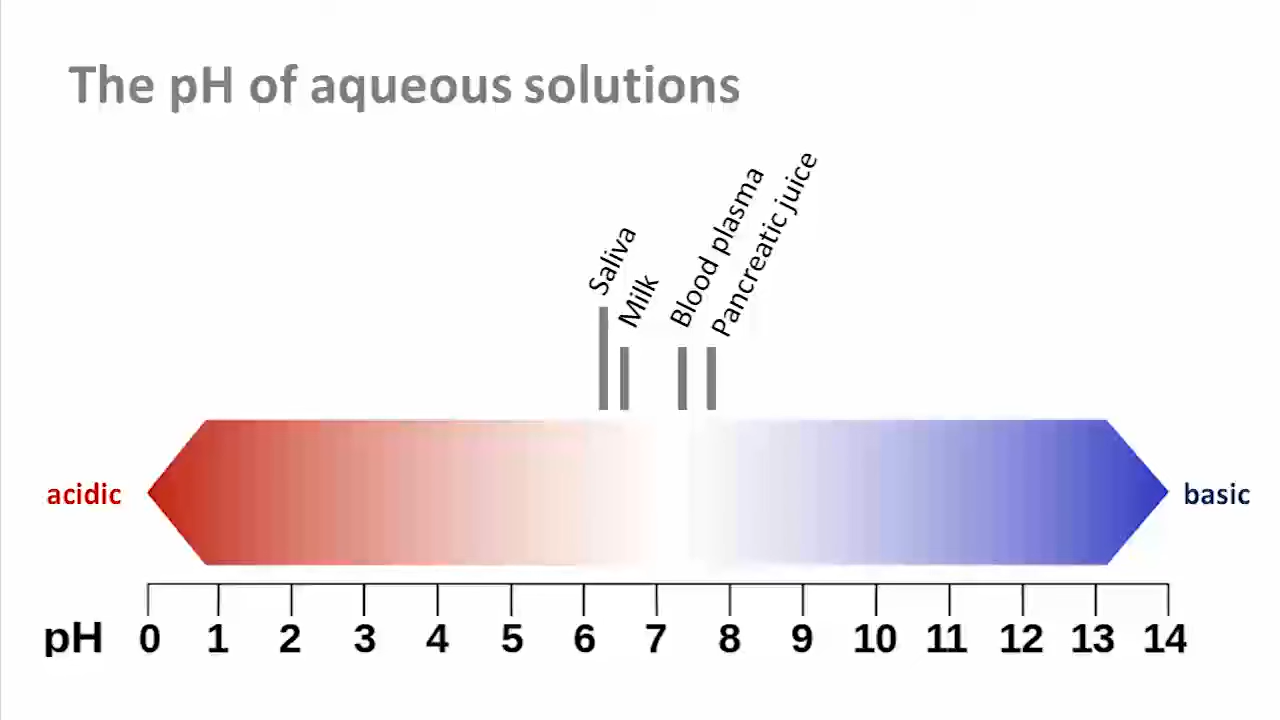 The pH of aqueous solutions
Saliva
Milk
Blood plasma
Pancreatic juice
acidic
basic
pH 0 1 2 3 4 5 6 7 8 9 10 11 12 13 14